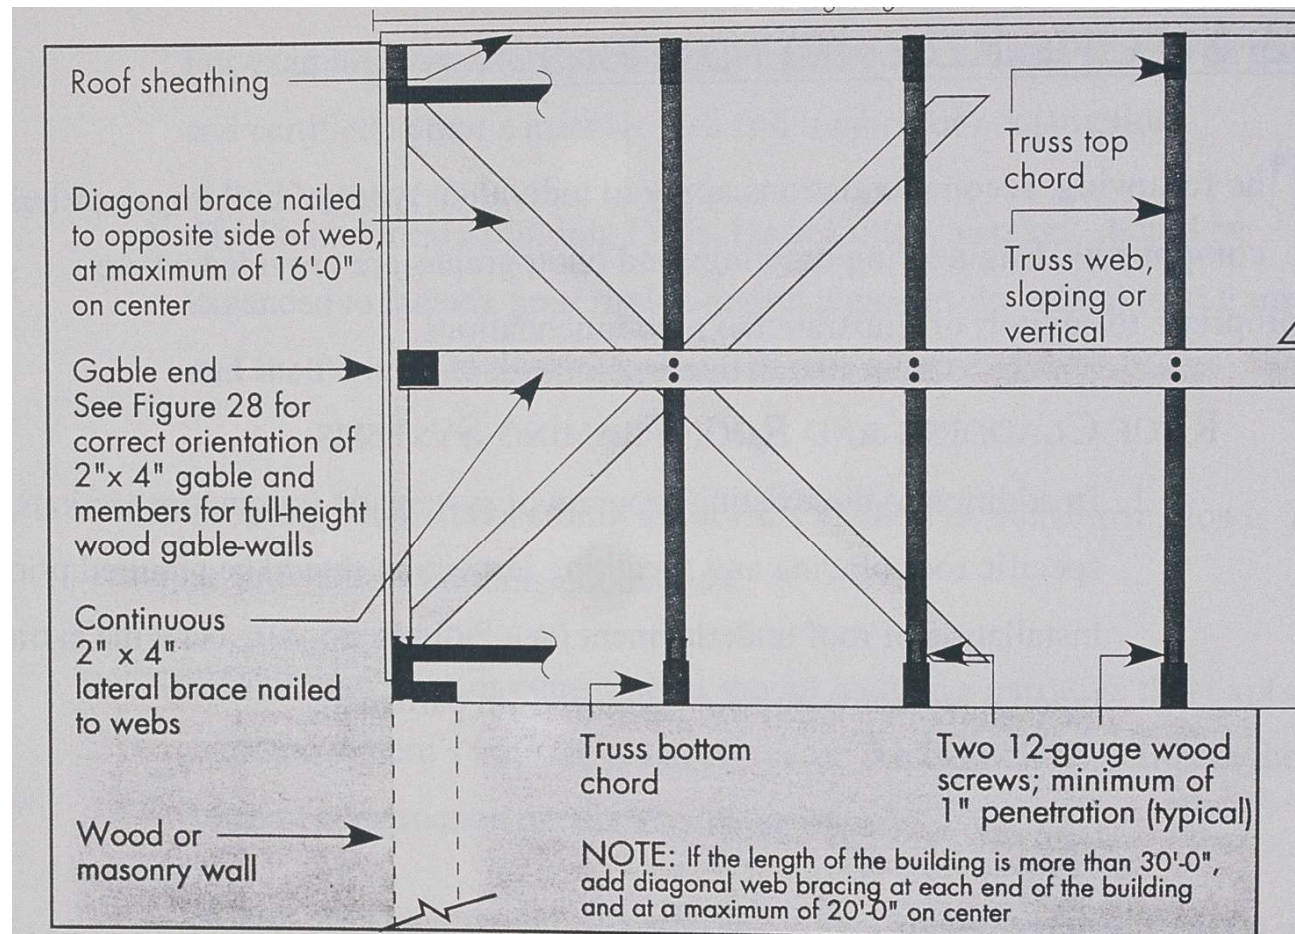 Roof sheathing
Diagonal brace nailed
to opposite side of web,
at maximum of 16'-0"
on center
Gable end
See Figure 28 for
correct orientation of
2"x 4" gable and
members for full-height
wood gable-walls
Continuous
2" x 4"
lateral brace nailed
to webs
Wood or
masonry wall
Truss top
chord
Truss web,
sloping or
vertical
Truss bottom
chord
Two 12-gauge wood
screws; minimum of
1" penetration (typical)
NOTE: If the length of the building is more than 30'-0",
add diagonal web bracing at each end of the building
and at a maximum of 20'-0" on center